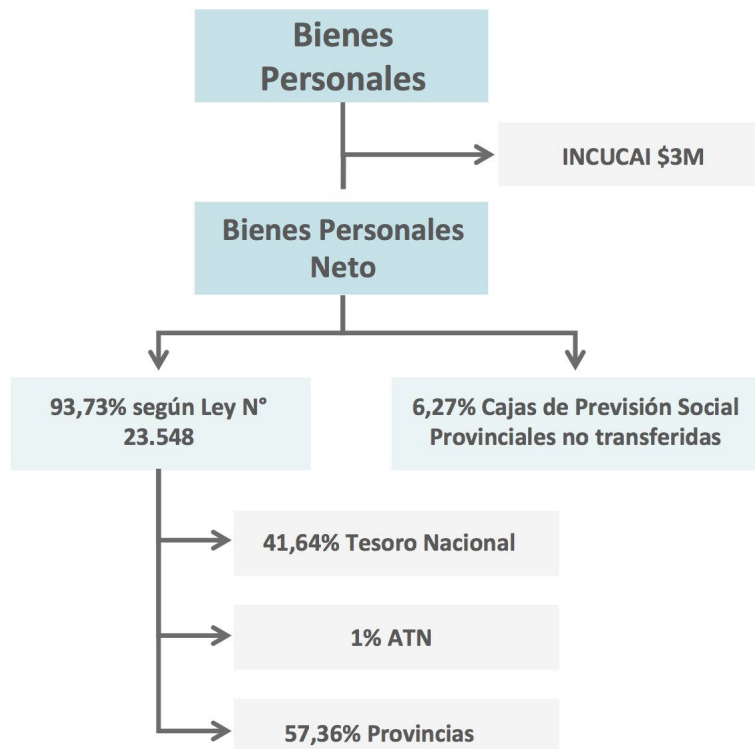 Bienes
Personales
INCUCAI $3M
Bienes Personales
Neto
93,73% según Ley N°
23.548
6,27% Cajas de Previsión Social
Provinciales no transferidas
41,64% Tesoro Nacional
1% ATN
57,36% Provincias